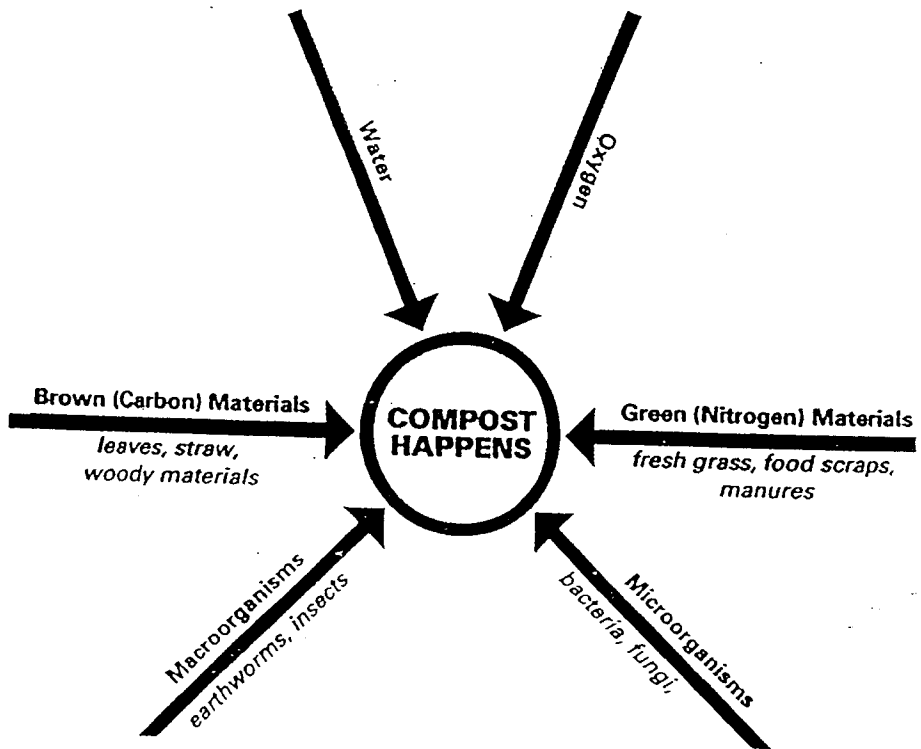 Water
Oxygen
Brown (Carbon) Materials
leaves, straw,
woody materials
COMPOST
HAPPENS
Green (Nitrogen) Materials
fresh grass, food scraps,
manures
Macroorganisms
earthworms, insects
Microorganisms
bacteria, fungi,